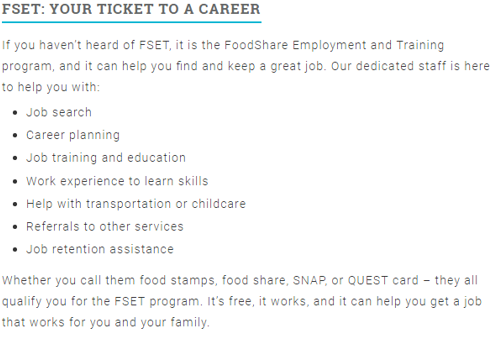 FSET: YOUR TICKET TO A CAREER
If you haven't heard of FSET, it is the FoodShare Employment and Training
program, and it can help you find and keep a great job. Our dedicated staff is here
to help you with:
• Job search
• Career planning
• Job training and education
• Work experience to learn skills
• Help with transportation or childcare
• Referrals to other services
• Job retention assistance
Whether you call them food stamps, food share, SNAP, or QUEST card – they all
qualify you for the FSET program. It's free, it works, and it can help you get a job
that works for you and your family.